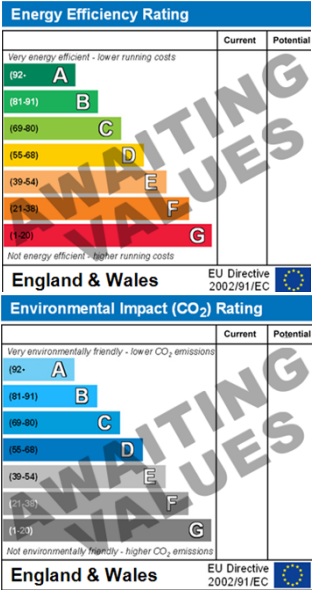 Energy Efficiency Rating
Current Potential
Very energy efficient - lower running costs
(92- A
(81-91) B
(69-80) C
(55-68) D
(39-54) E
(21-38) F
(1-20) G
Not energy efficient - higher running costs
AWAITING
VALUES
England & Wales
EU Directive
2002/91/EC
Environmental Impact (CO₂) Rating
Current Potential
Very environmentally friendly - lower CO₂ emissions
(92- A
(81-91) B
(69-80) C
(55-68) D
(39-54) E
(21-38) F
(1-20) G
Not environmentally friendly - higher CO₂ emissions
AWAITING
VALUES
England & Wales
EU Directive
2002/91/EC